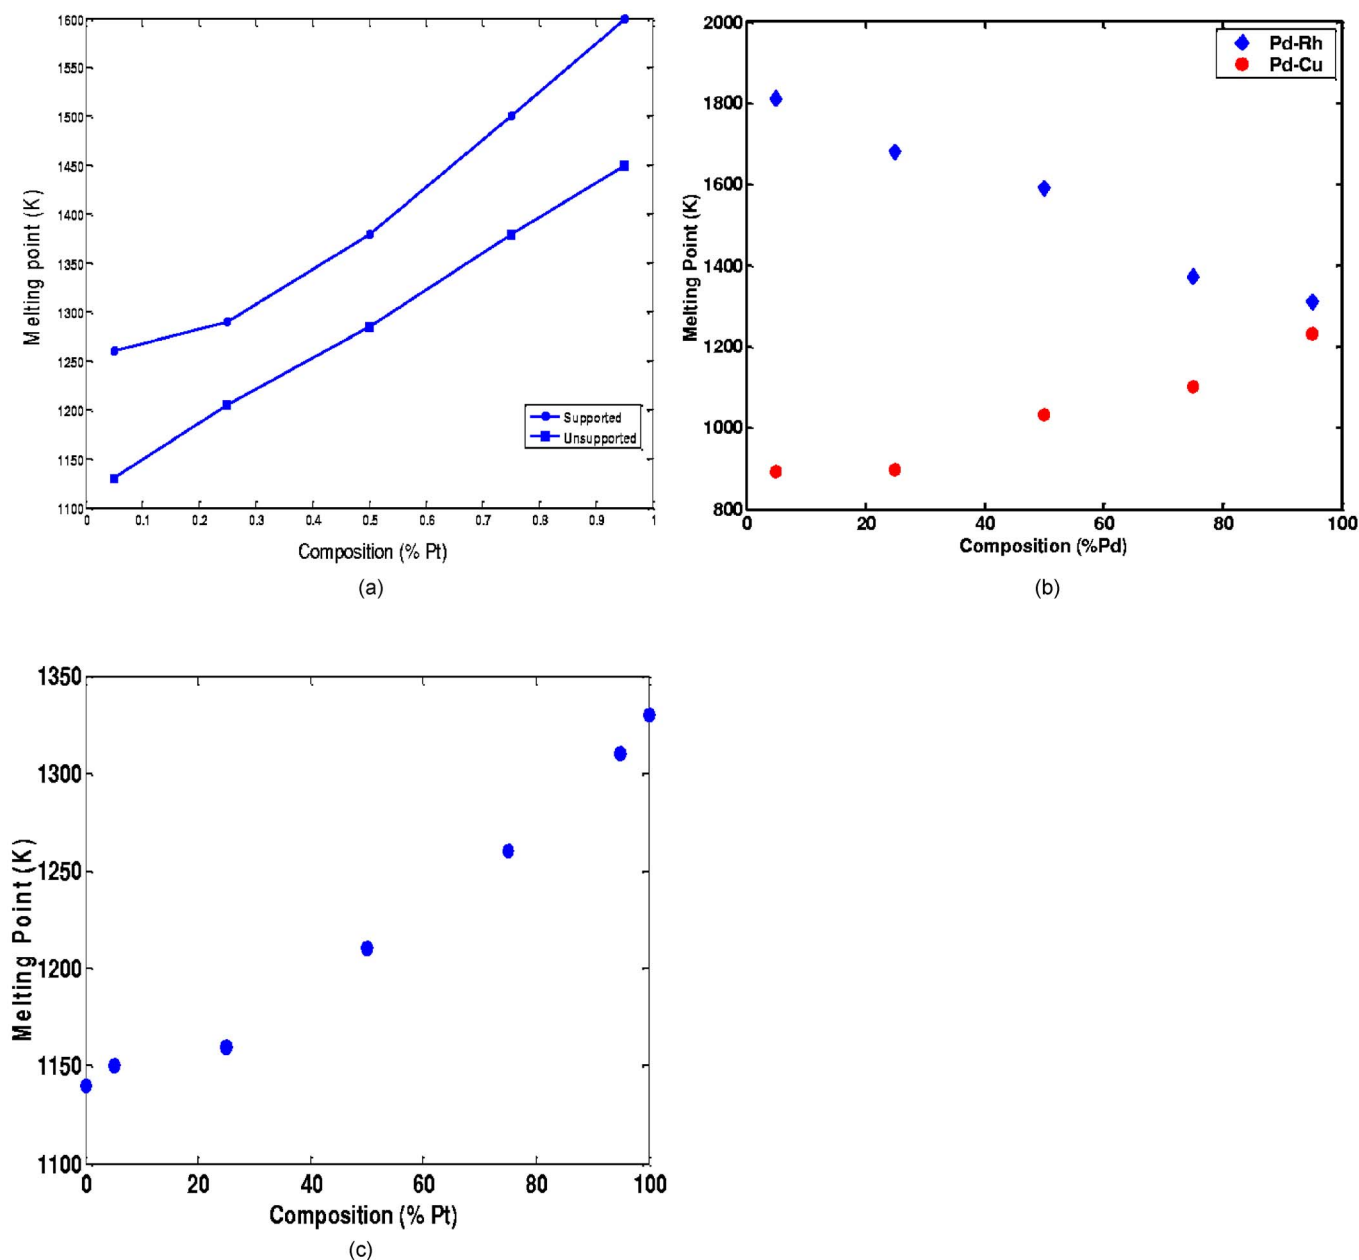 1600
1550
1500
1450
1400
1350
1300
1250
1200
1150
1100
Melting point (K)
Supported
Unsupported
0 0.1 0.2 0.3 0.4 0.5 0.6 0.7 0.8 0.9 1
Composition (% Pt)
(a)
2000
1800
1600
1400
1200
1000
800
Melting Point (K)
Pd-Rh
Pd-Cu
0 20 40 60 80 100
Composition (%Pd)
(b)
1350
1300
1250
1200
1150
1100
Melting Point (K)
0 20 40 60 80 100
Composition (% Pt)
(c)